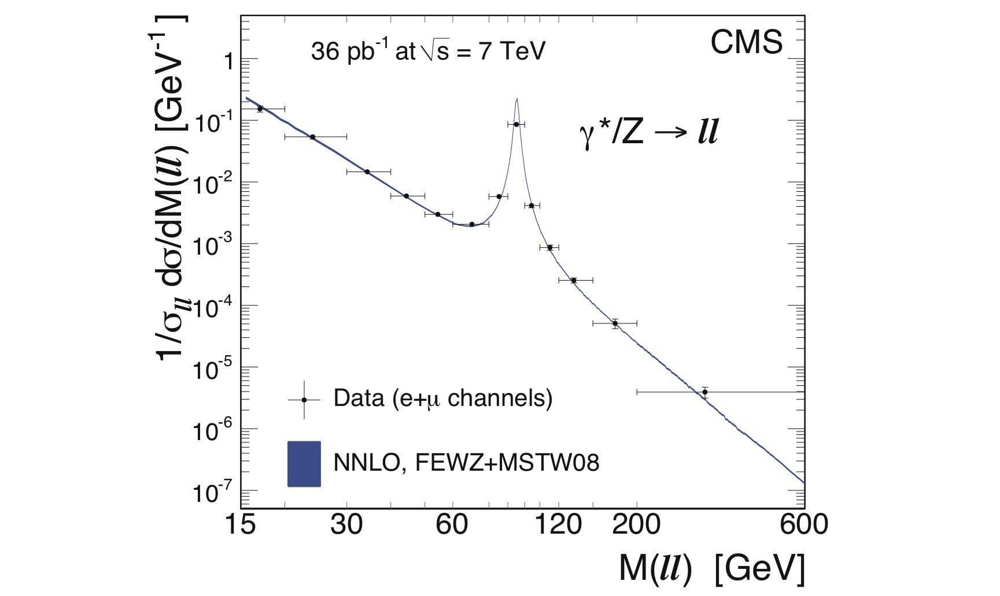 36 pb⁻¹ at √s = 7 TeV
CMS
γ*/Z → ll
1/σ_ll dσ/dM(ll) [GeV⁻¹]
1
10⁻¹
10⁻²
10⁻³
10⁻⁴
10⁻⁵
10⁻⁶
10⁻⁷
Data (e+μ channels)
NNLO, FEWZ+MSTW08
15 30 60 120 200 600
M(ll) [GeV]